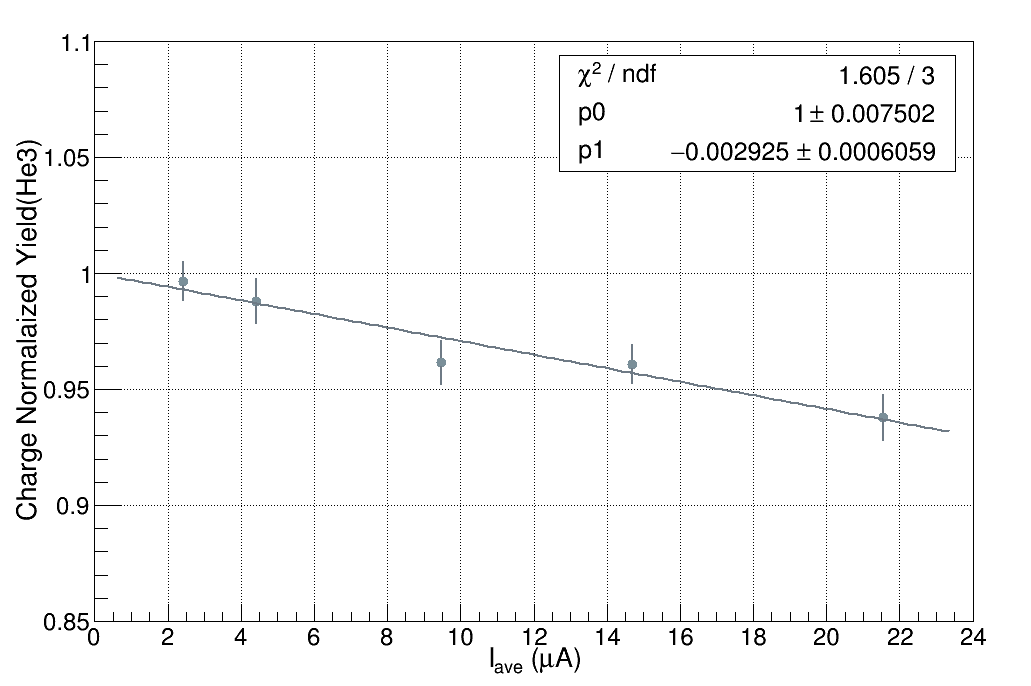 χ² / ndf 1.605 / 3
p0 1 ± 0.007502
p1 −0.002925 ± 0.0006059
Charge Normalaized Yield(He3)
1.1
1.05
1
0.95
0.9
0.85
0 2 4 6 8 10 12 14 16 18 20 22 24
I_ave (μA)